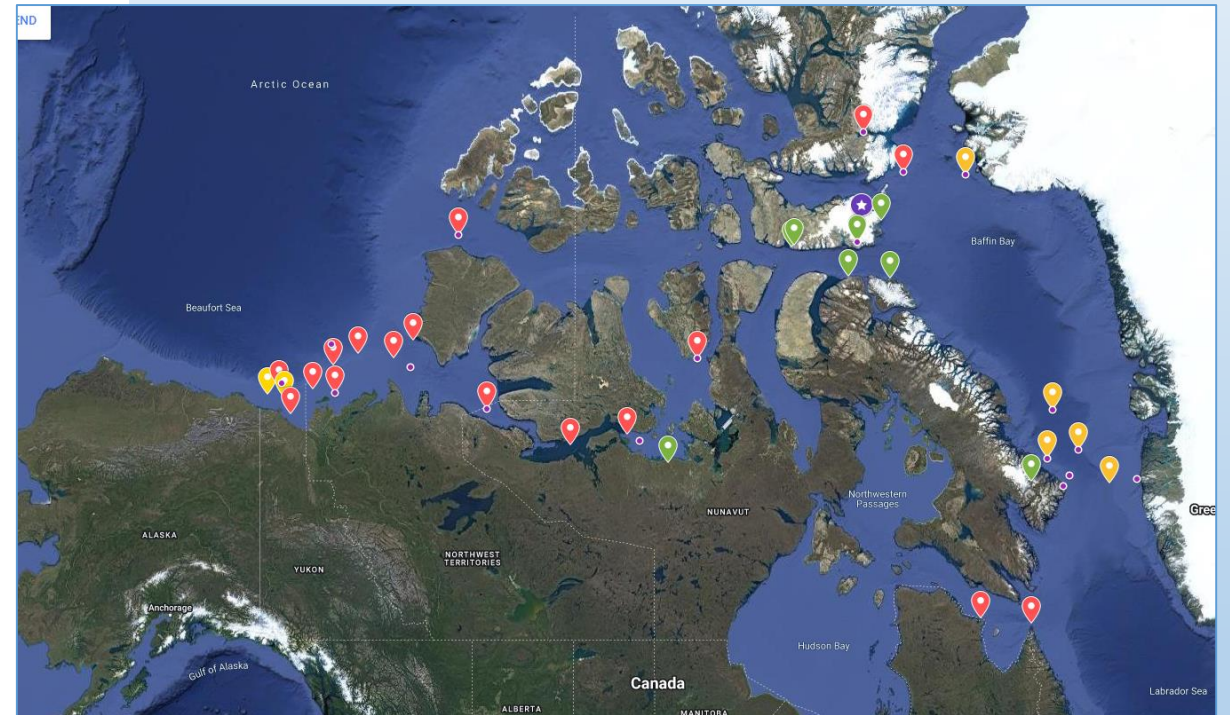 END
Arctic Ocean
Baffin Bay
Beaufort Sea
Northwestern
Passages
Gree
NUNAVUT
ALASKA
NORTHWEST
TERRITORIES
YUKON
Anchorage
Hudson Bay
Gulf of Alaska
Canada
Labrador Sea
ALBERTA
MANITOBA